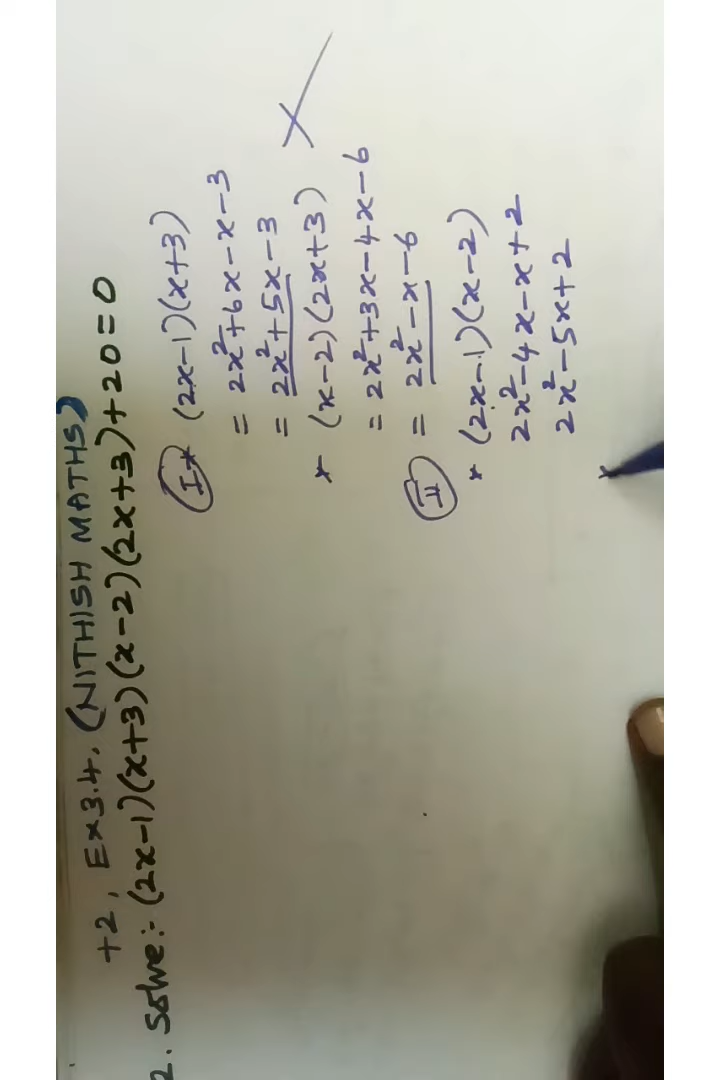 +2, Ex 3.4. (NITHISH MATHS)
2. Solve:- (2x-1)(x+3)(x-2)(2x+3)+20=0
I * (2x-1)(x+3)
= 2x²+6x-x-3
= 2x²+5x-3
* (x-2)(2x+3)
= 2x²+3x-4x-6
= 2x²-x-6
II
* (2x-1)(x-2)
2x²-4x-x+2
2x²-5x+2
*